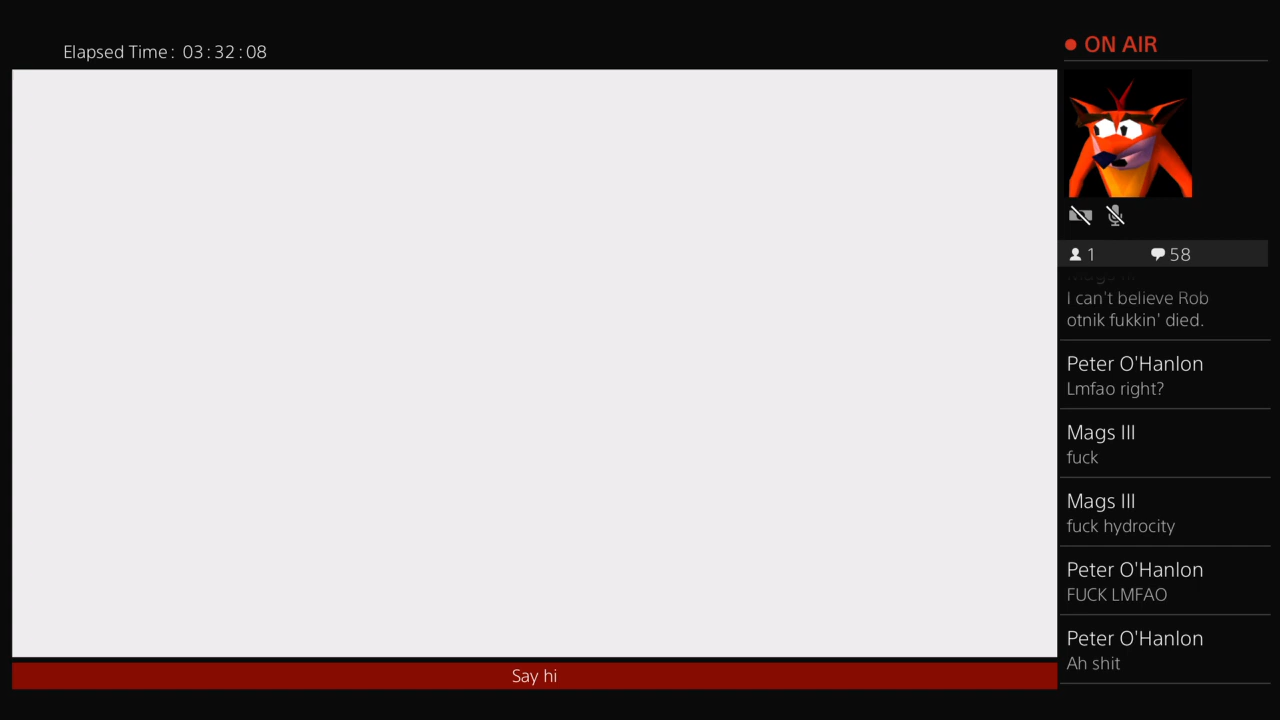 Elapsed Time: 03:32:08
ON AIR
1 58
I can't believe Rob
otnik fukkin' died.
Peter O'Hanlon
Lmfao right?
Mags III
fuck
Mags III
fuck hydrocity
Peter O'Hanlon
FUCK LMFAO
Peter O'Hanlon
Ah shit
Say hi